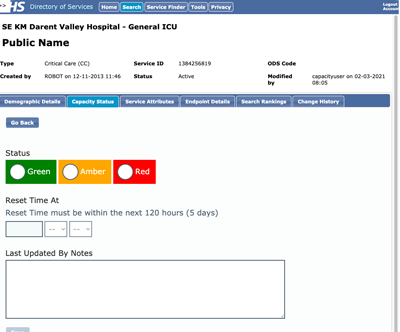 HS Directory of Services Home Search Service Finder Tools Privacy Logout
Account
SE KM Darent Valley Hospital - General ICU
Public Name
Type Critical Care (CC) Service ID 1384256819 ODS Code
Created by ROBOT on 12-11-2013 11:46 Status Active Modified by capacityuser on 02-03-2021 08:05
Demographic Details Capacity Status Service Attributes Endpoint Details Search Rankings Change History
Go Back
Status
Green Amber Red
Reset Time At
Reset Time must be within the next 120 hours (5 days)
-- --
Last Updated By Notes